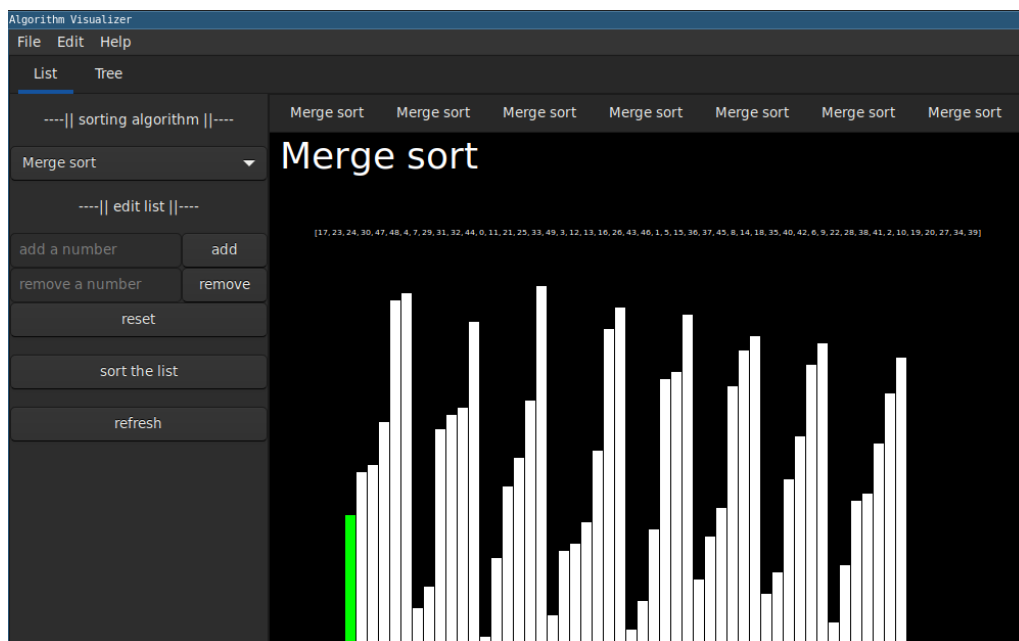 Algorithm Visualizer
File Edit Help
List Tree
----|| sorting algorithm ||----
Merge sort
----|| edit list ||----
add a number add
remove a number remove
reset
sort the list
refresh
Merge sort Merge sort Merge sort Merge sort Merge sort Merge sort Merge sort
Merge sort
[17, 23, 24, 30, 47, 48, 4, 7, 29, 31, 32, 44, 0, 11, 21, 25, 33, 49, 3, 12, 13, 16, 26, 43, 46, 1, 5, 15, 36, 37, 45, 8, 14, 18, 35, 40, 42, 6, 9, 22, 28, 38, 41, 2, 10, 19, 20, 27, 34, 39]